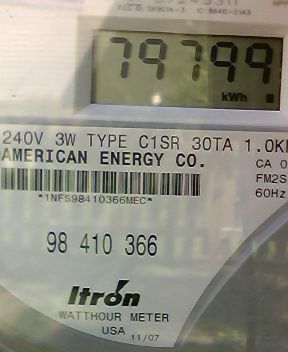 79799
kWh
240V 3W TYPE C1SR 30TA 1.0K
AMERICAN ENERGY CO.
CA 0
FM2S
60Hz
*1NFS98410366MEC*
98 410 366
Itrón
WATTHOUR METER
USA 11/07